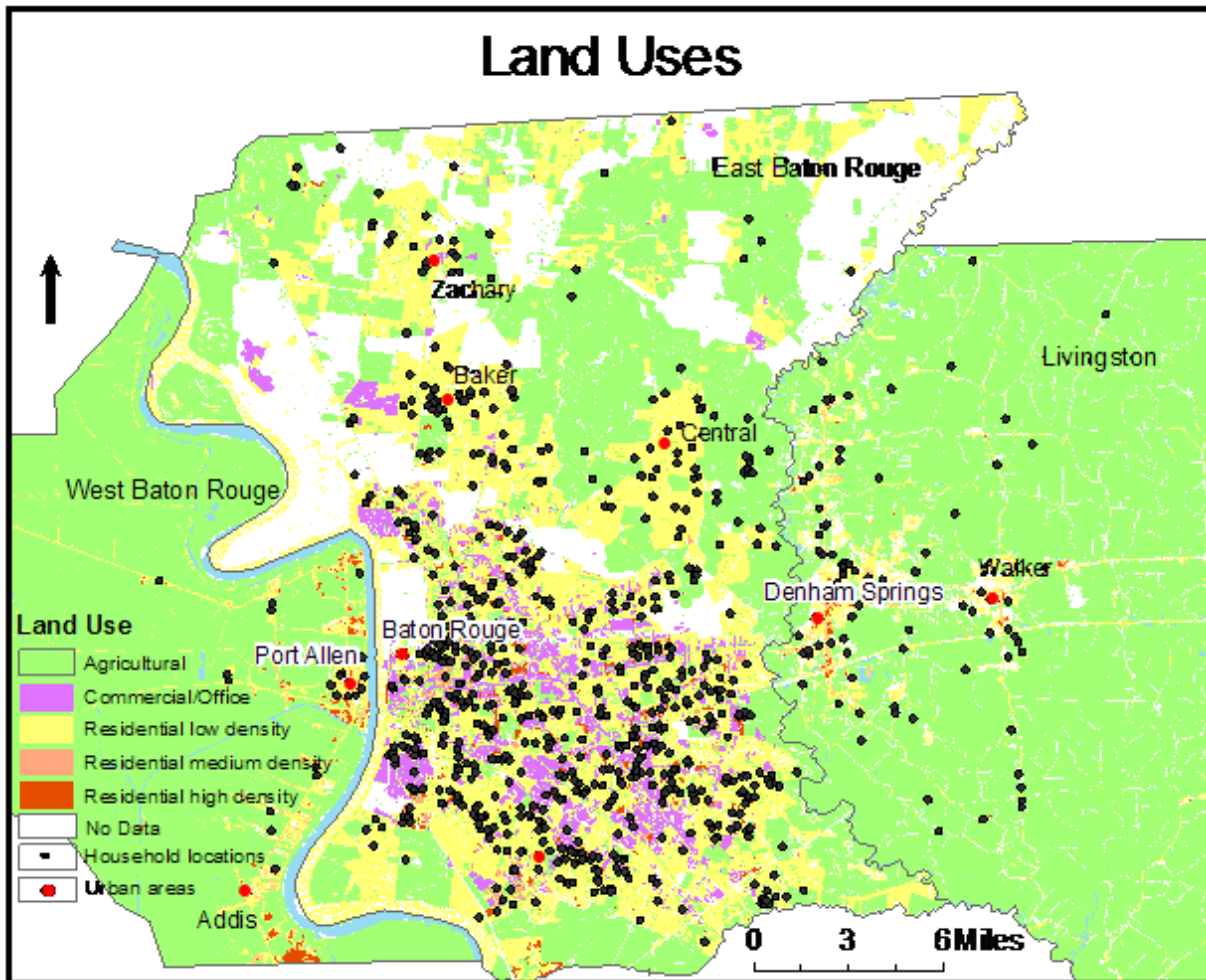 Land Uses
East Baton Rouge
Zachary
Livingston
Baker
Central
West Baton Rouge
Walker
Denham Springs
Baton Rouge
Port Allen
Land Use
Agricultural
Commercial/Office
Residential low density
Residential medium density
Residential high density
No Data
Household locations
Urban areas
Addis
0 3 6 Miles